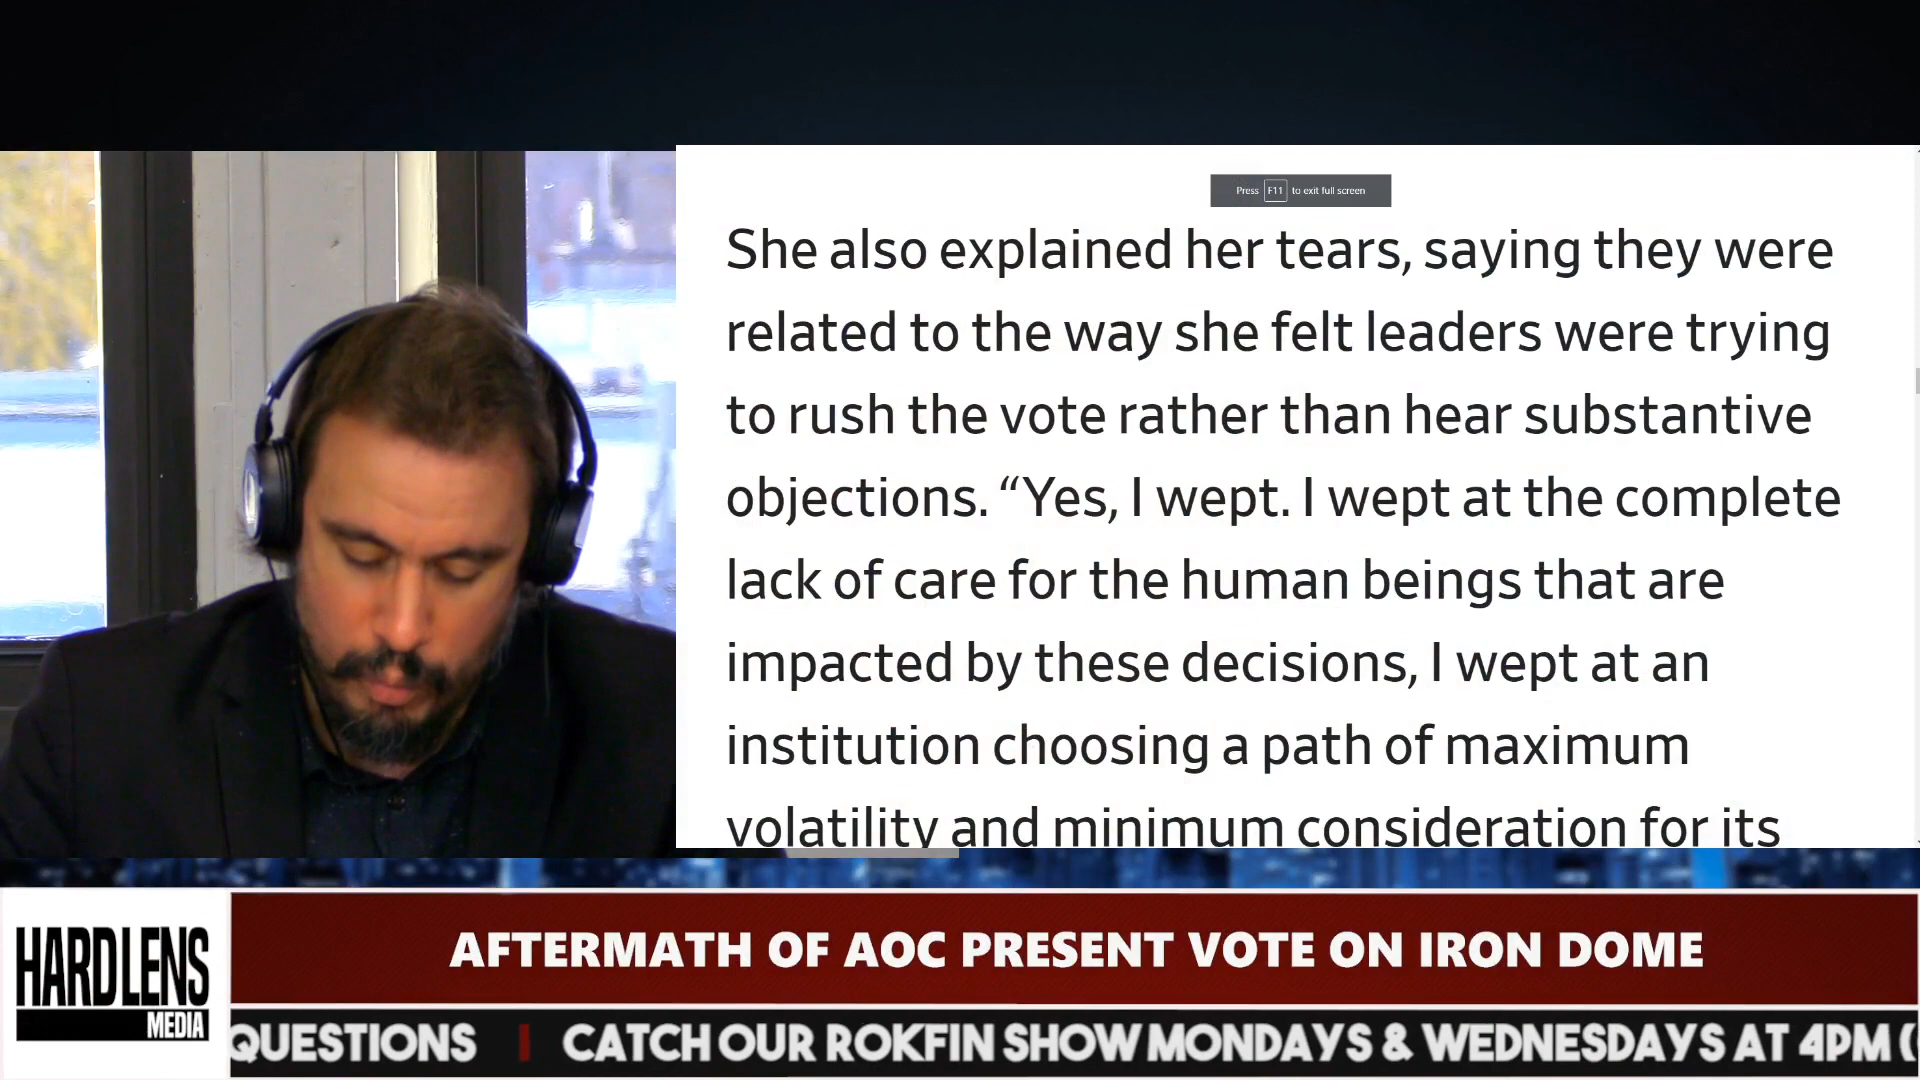 Press F11 to exit full screen
She also explained her tears, saying they were
related to the way she felt leaders were trying
to rush the vote rather than hear substantive
objections. “Yes, I wept. I wept at the complete
lack of care for the human beings that are
impacted by these decisions, I wept at an
institution choosing a path of maximum
volatility and minimum consideration for its
HARD LENS
MEDIA
AFTERMATH OF AOC PRESENT VOTE ON IRON DOME
QUESTIONS | CATCH OUR ROKFIN SHOW MONDAYS & WEDNESDAYS AT 4PM (